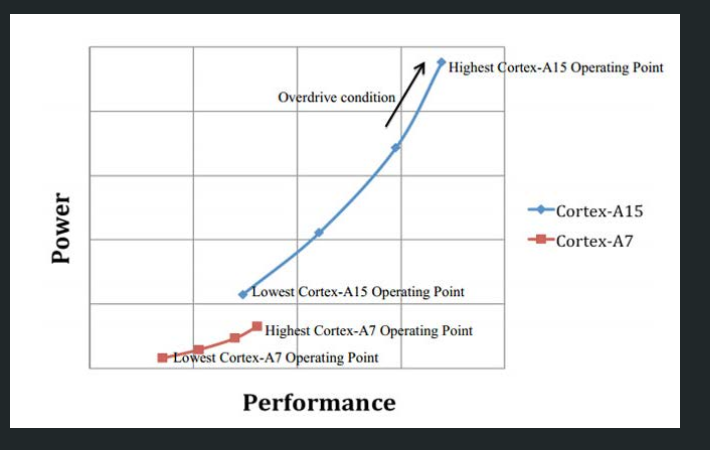 Highest Cortex-A15 Operating Point
Overdrive condition
Power
Cortex-A15
Cortex-A7
Lowest Cortex-A15 Operating Point
Highest Cortex-A7 Operating Point
Lowest Cortex-A7 Operating Point
Performance